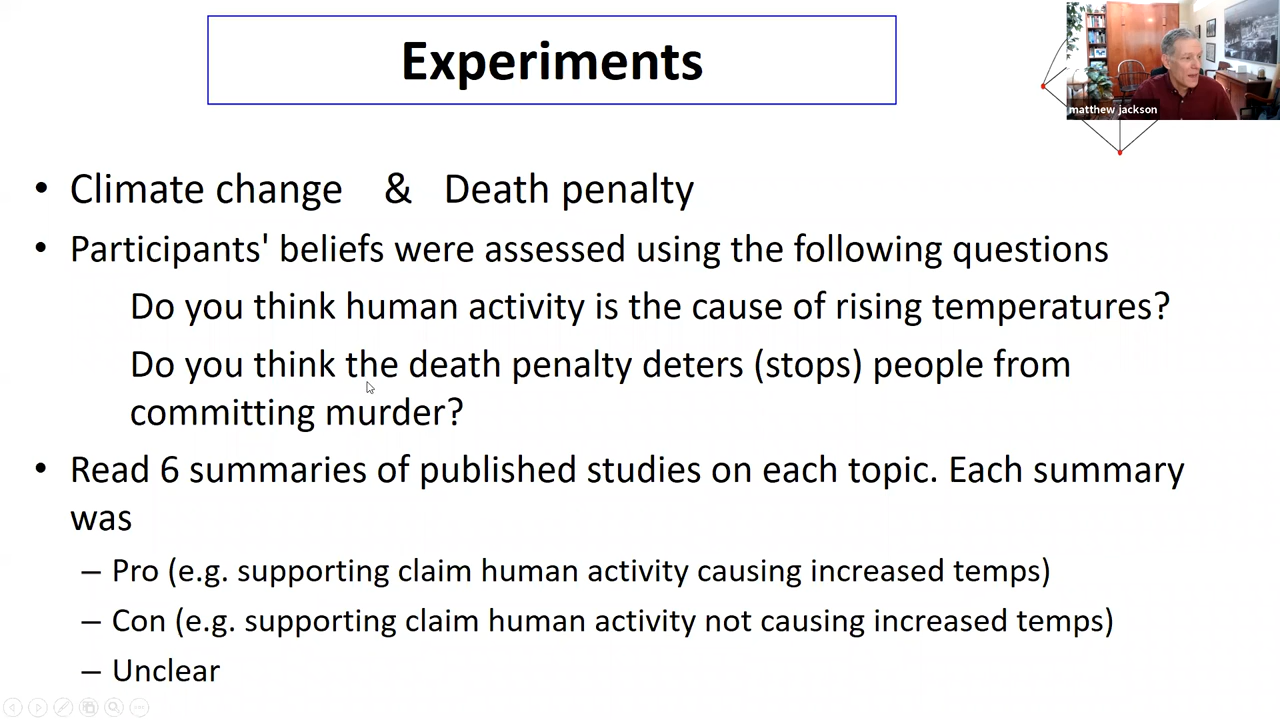 Experiments
matthew jackson
• Climate change & Death penalty
• Participants' beliefs were assessed using the following questions
Do you think human activity is the cause of rising temperatures?
Do you think the death penalty deters (stops) people from
committing murder?
• Read 6 summaries of published studies on each topic. Each summary
was
– Pro (e.g. supporting claim human activity causing increased temps)
– Con (e.g. supporting claim human activity not causing increased temps)
– Unclear